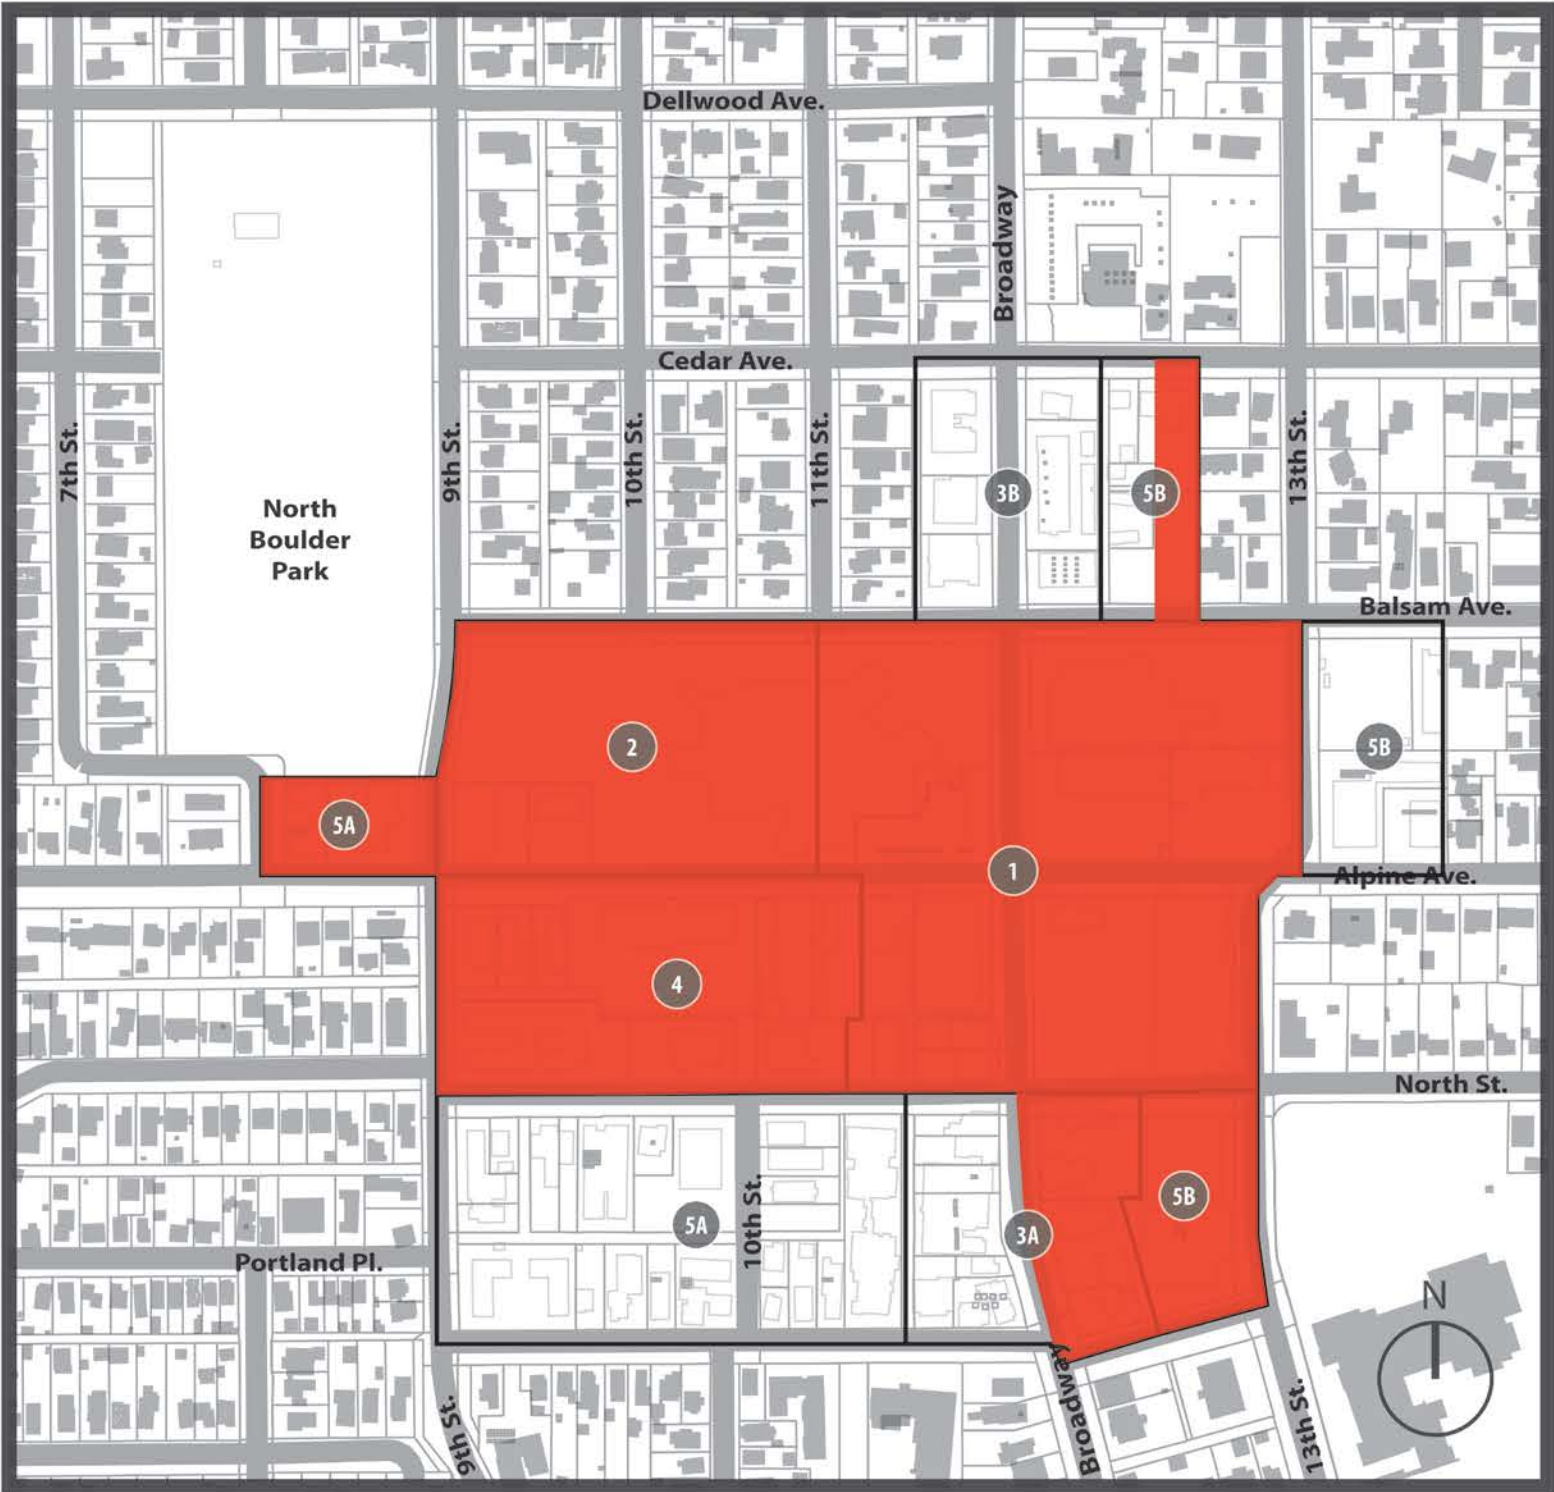 Dellwood Ave.
Broadway
Cedar Ave.
7th St.
9th St.
10th St.
11th St.
13th St.
3B
5B
North
Boulder
Park
Balsam Ave.
2
5B
5A
1
Alpine Ave.
4
North St.
5B
5A
10th St.
3A
Portland Pl.
N
9th St.
Broadway
13th St.